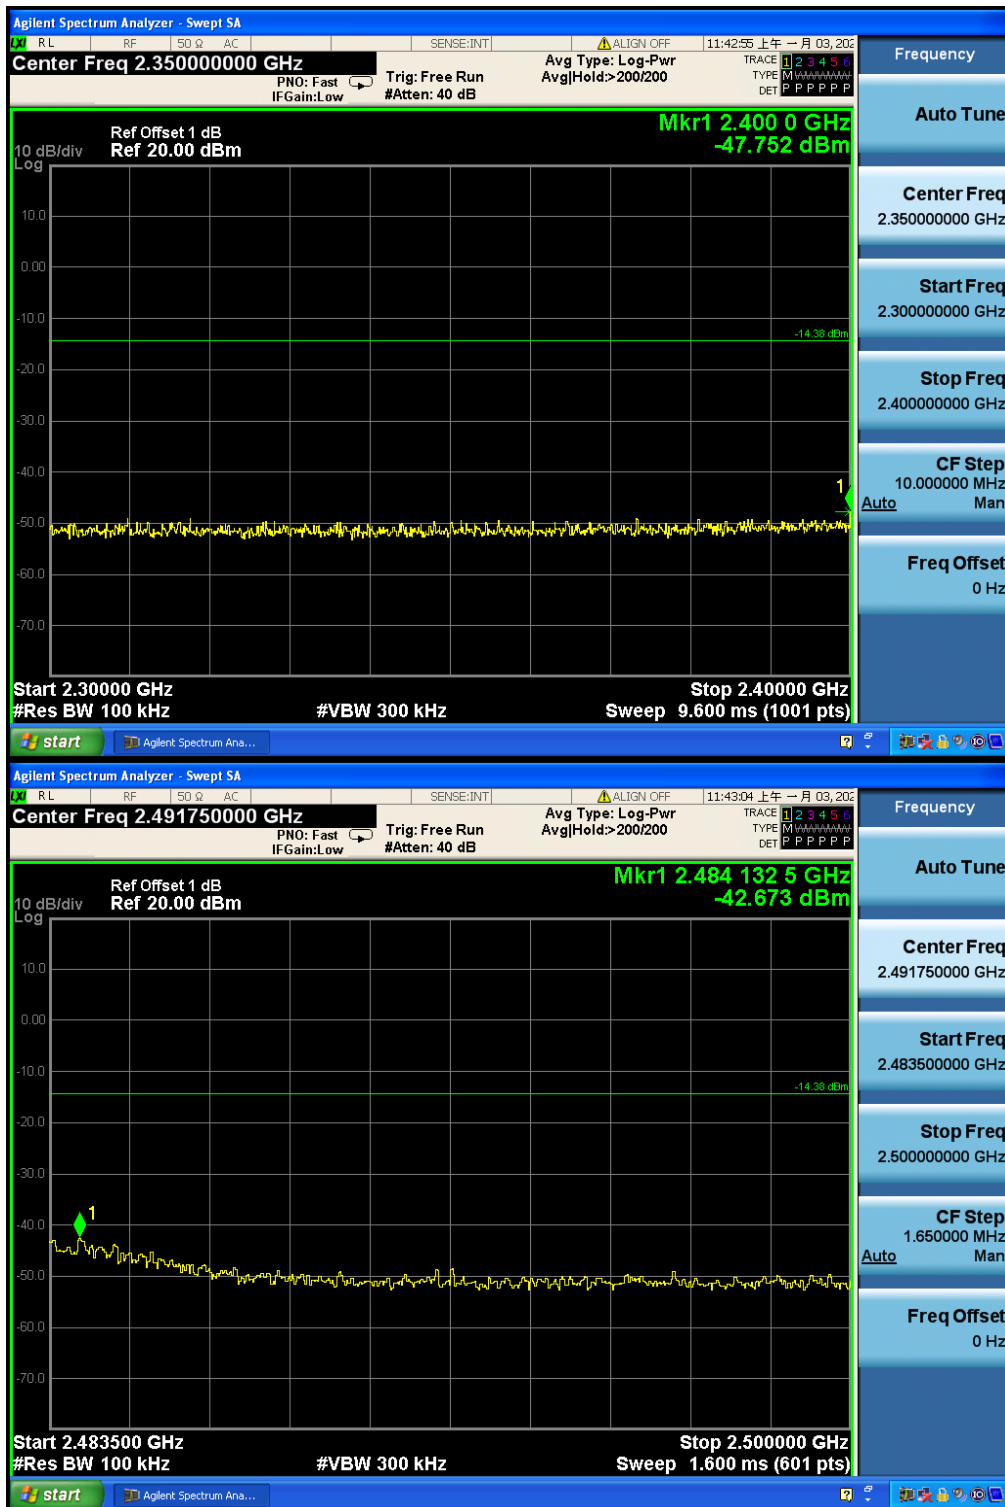 Agilent Spectrum Analyzer - Swept SA
LXI RL RF 50 Ω AC SENSE:INT ALIGN OFF 11:42:55 上午 一月 03, 202
Center Freq 2.350000000 GHz
PNO: Fast
IFGain:Low
Trig: Free Run
#Atten: 40 dB
Avg Type: Log-Pwr
Avg|Hold:>200/200
TRACE 1 2 3 4 5 6
TYPE M
DET P P P P P P
Ref Offset 1 dB
10 dB/div Ref 20.00 dBm
Log
Mkr1 2.400 0 GHz
-47.752 dBm
10.0
0.00
-10.0
-14.38 dBm
-20.0
-30.0
-40.0
1
-50.0
-60.0
-70.0
Start 2.30000 GHz Stop 2.40000 GHz
#Res BW 100 kHz #VBW 300 kHz Sweep 9.600 ms (1001 pts)
Frequency
Auto Tune
Center Freq
2.350000000 GHz
Start Freq
2.300000000 GHz
Stop Freq
2.400000000 GHz
CF Step
10.000000 MHz
Auto Man
Freq Offset
0 Hz
start Agilent Spectrum Ana...
Agilent Spectrum Analyzer - Swept SA
LXI RL RF 50 Ω AC SENSE:INT ALIGN OFF 11:43:04 上午 一月 03, 202
Center Freq 2.491750000 GHz
PNO: Fast
IFGain:Low
Trig: Free Run
#Atten: 40 dB
Avg Type: Log-Pwr
Avg|Hold:>200/200
TRACE 1 2 3 4 5 6
TYPE M
DET P P P P P P
Ref Offset 1 dB
10 dB/div Ref 20.00 dBm
Log
Mkr1 2.484 132 5 GHz
-42.673 dBm
10.0
0.00
-10.0
-14.38 dBm
-20.0
-30.0
-40.0
1
-50.0
-60.0
-70.0
Start 2.483500 GHz Stop 2.500000 GHz
#Res BW 100 kHz #VBW 300 kHz Sweep 1.600 ms (601 pts)
Frequency
Auto Tune
Center Freq
2.491750000 GHz
Start Freq
2.483500000 GHz
Stop Freq
2.500000000 GHz
CF Step
1.650000 MHz
Auto Man
Freq Offset
0 Hz
start Agilent Spectrum Ana...